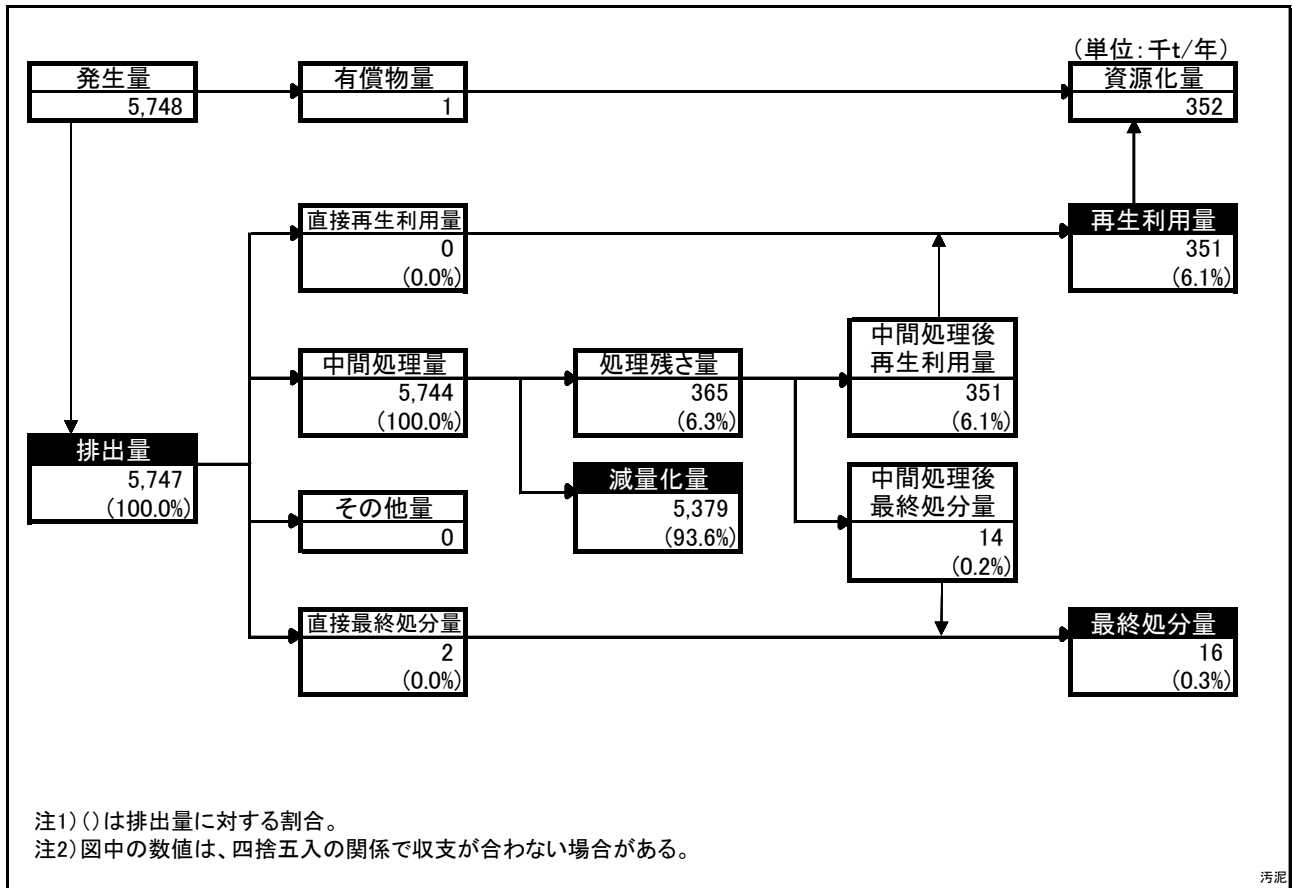 (単位:千t/年)
発生量
5,748
有償物量
1
資源化量
352
直接再生利用量
0
(0.0%)
再生利用量
351
(6.1%)
中間処理量
5,744
(100.0%)
処理残さ量
365
(6.3%)
中間処理後
再生利用量
351
(6.1%)
排出量
5,747
(100.0%)
減量化量
5,379
(93.6%)
中間処理後
最終処分量
14
(0.2%)
その他量
0
直接最終処分量
2
(0.0%)
最終処分量
16
(0.3%)
注1)()は排出量に対する割合。
注2)図中の数値は、四捨五入の関係で収支が合わない場合がある。
汚泥